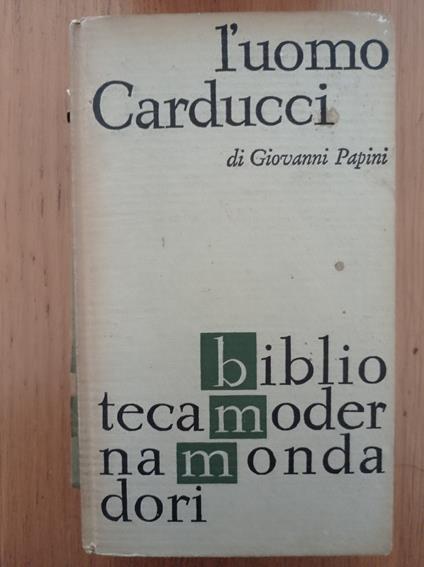 l'uomo
Carducci
di Giovanni Papini
biblio
tecamoder
namonda
dori